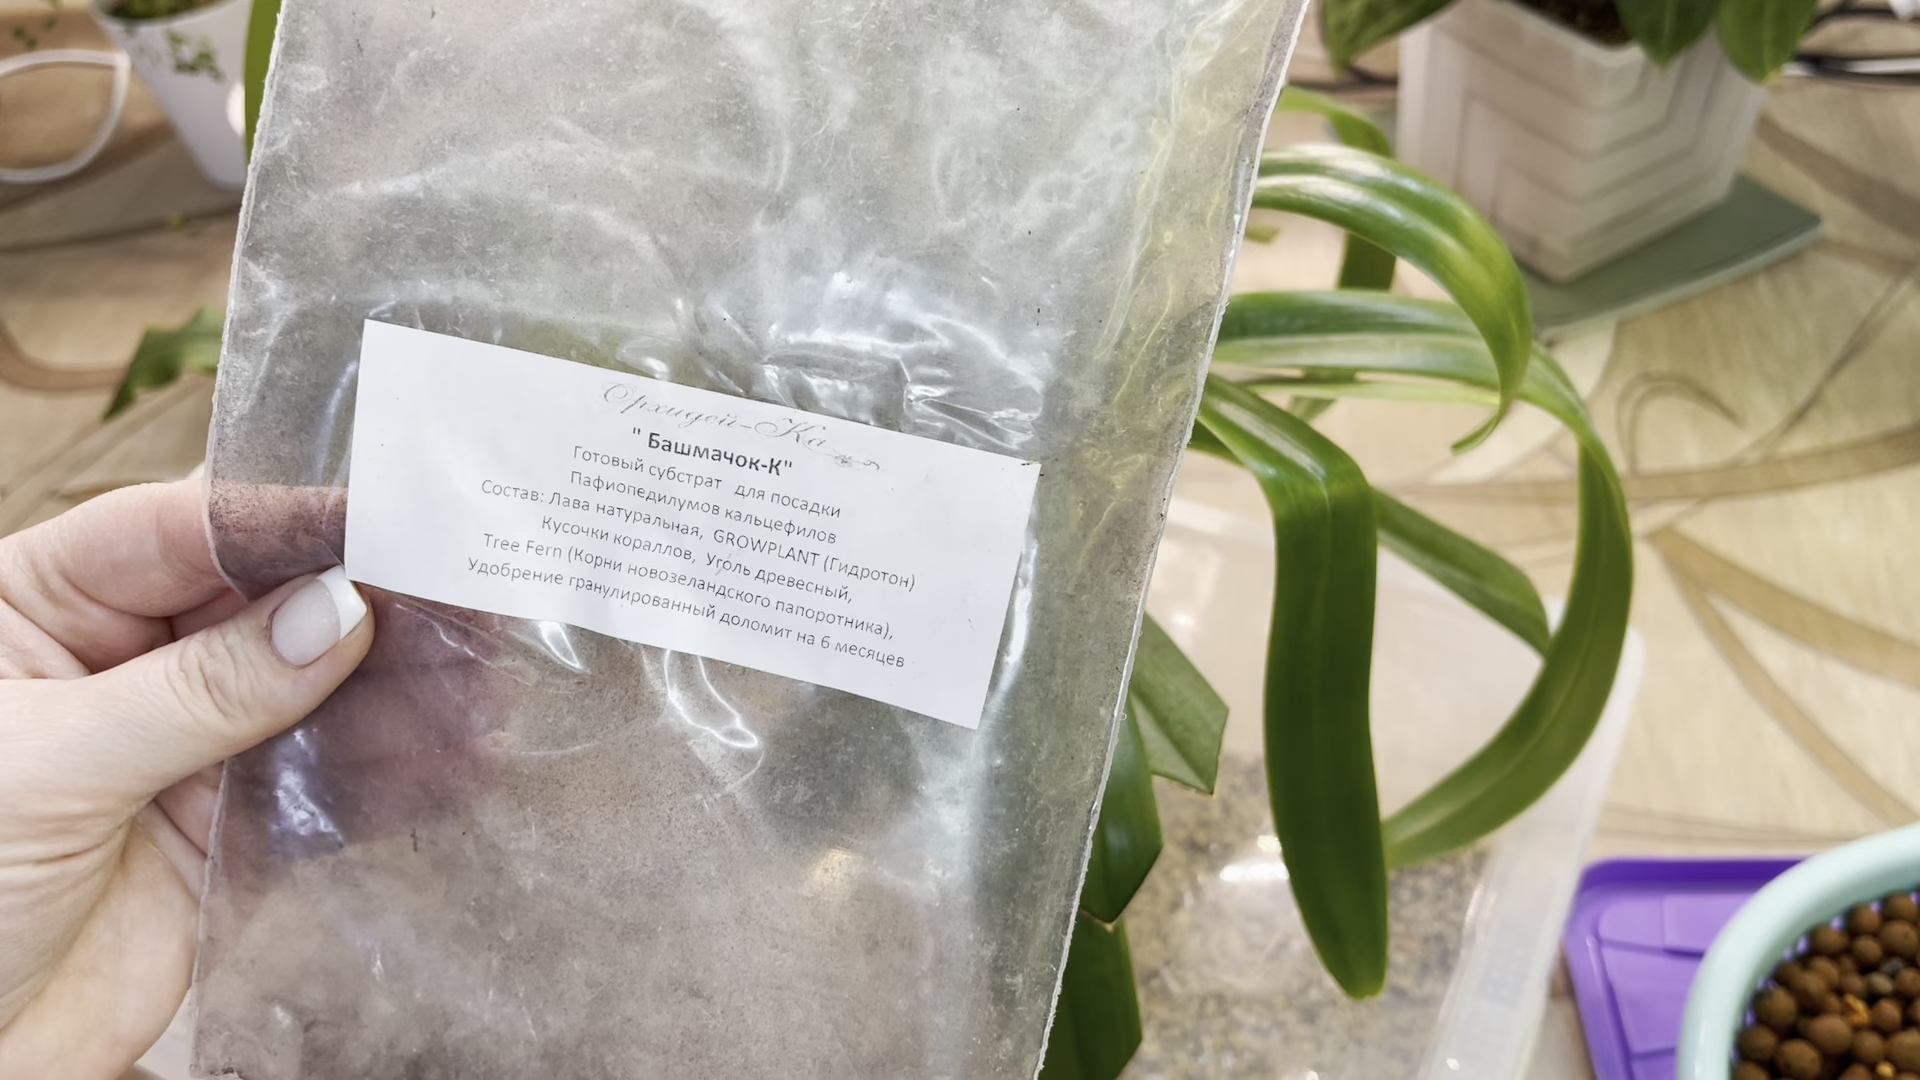 Орхидей-Ка
" Башмачок-К"
Готовый субстрат для посадки
Пафиопедилумов кальцефилов
Состав: Лава натуральная, GROWPLANT (Гидротон)
Кусочки кораллов, Уголь древесный,
Tree Fern (Корни новозеландского папоротника),
Удобрение гранулированный доломит на 6 месяцев